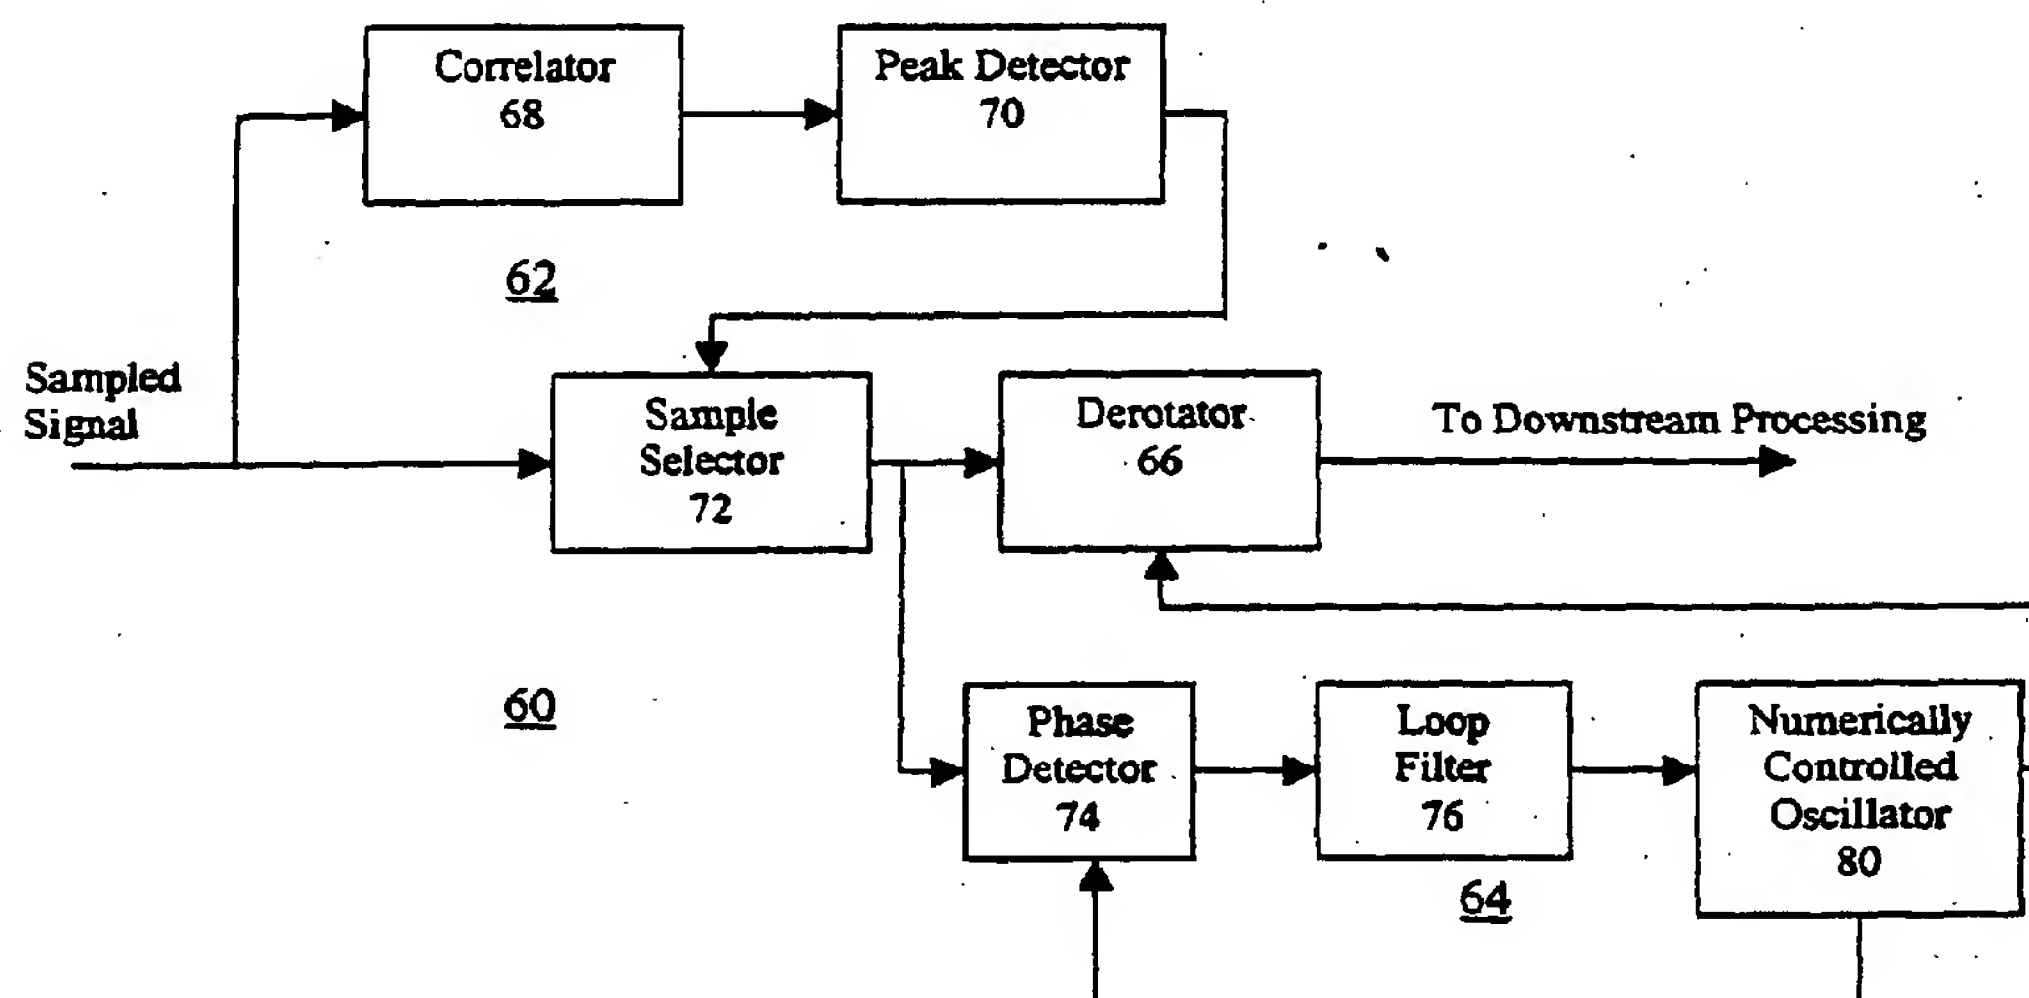 Correlator
68
Peak Detector
70
62
Sampled
Signal
Sample
Selector
72
Derotator
66
To Downstream Processing
60
Phase
Detector
74
Loop
Filter
76
Numerically
Controlled
Oscillator
80
64